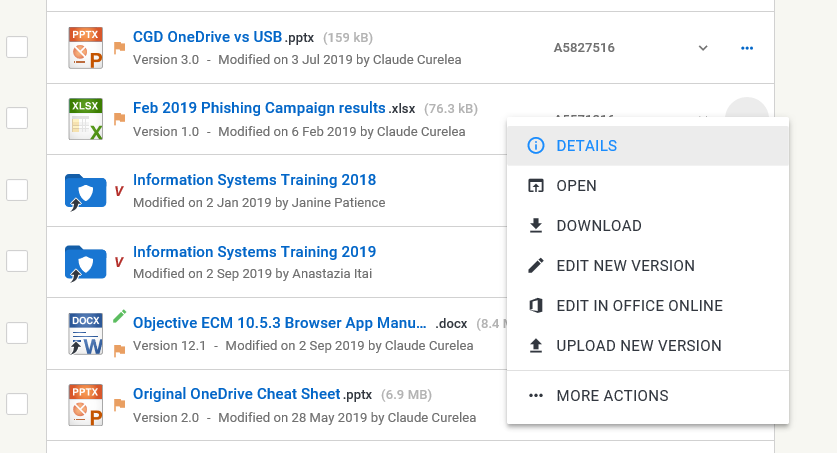 PPTX
P
CGD OneDrive vs USB .pptx (159 kB)
Version 3.0 - Modified on 3 Jul 2019 by Claude Curelea
A5827516
XLSX
X
Feb 2019 Phishing Campaign results .xlsx (76.3 kB)
Version 1.0 - Modified on 6 Feb 2019 by Claude Curelea
V
Information Systems Training 2018
Modified on 2 Jan 2019 by Janine Patience
V
Information Systems Training 2019
Modified on 2 Sep 2019 by Anastazia Itai
DOCX
W
Objective ECM 10.5.3 Browser App Manu... .docx (8.4
Version 12.1 - Modified on 2 Sep 2019 by Claude Curelea
PPTX
P
Original OneDrive Cheat Sheet .pptx (6.9 MB)
Version 2.0 - Modified on 28 May 2019 by Claude Curelea
DETAILS
OPEN
DOWNLOAD
EDIT NEW VERSION
EDIT IN OFFICE ONLINE
UPLOAD NEW VERSION
MORE ACTIONS